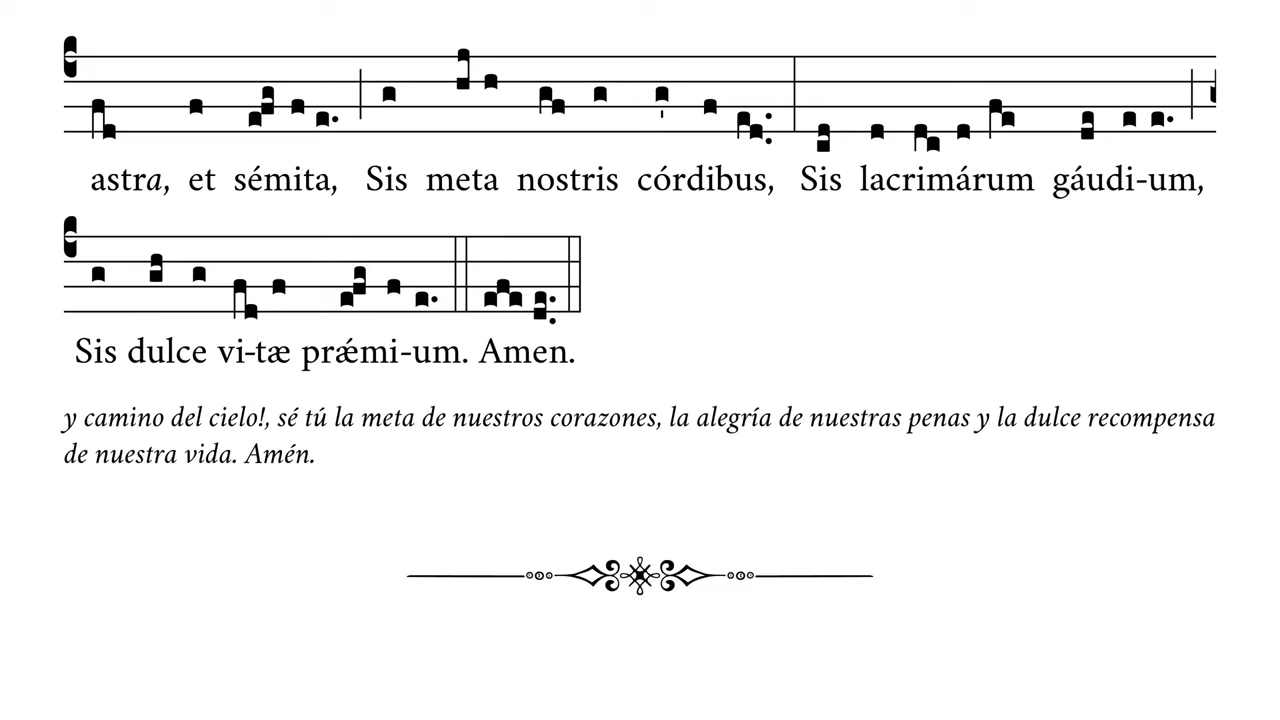 astra, et sémita, Sis meta nostris córdibus, Sis lacrimárum gáudi-um,
Sis dulce vi-tæ prǽmi-um. Amen.
y camino del cielo!, sé tú la meta de nuestros corazones, la alegría de nuestras penas y la dulce recompensa
de nuestra vida. Amén.